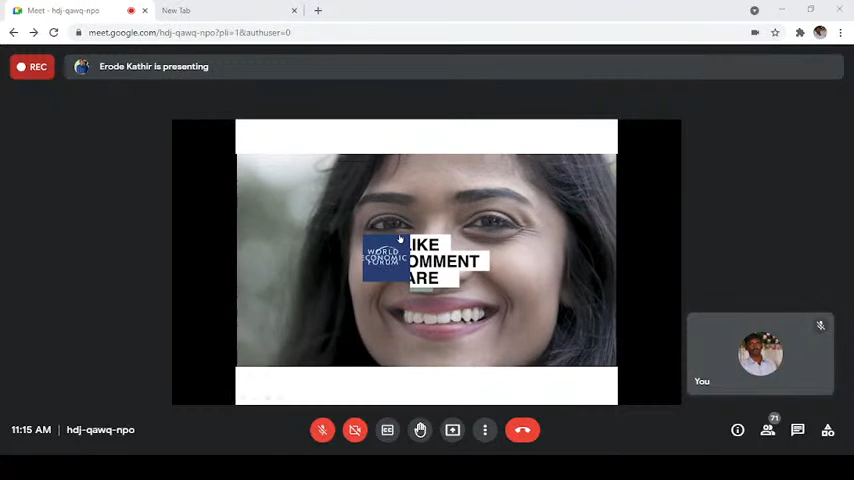 Meet - hdj-qawq-npo
New Tab
meet.google.com/hdj-qawq-npo?pli=1&authuser=0
REC
Erode Kathir is presenting
WORLD
ECONOMIC
FORUM
LIKE
OMMENT
ARE
You
11:15 AM | hdj-qawq-npo
71